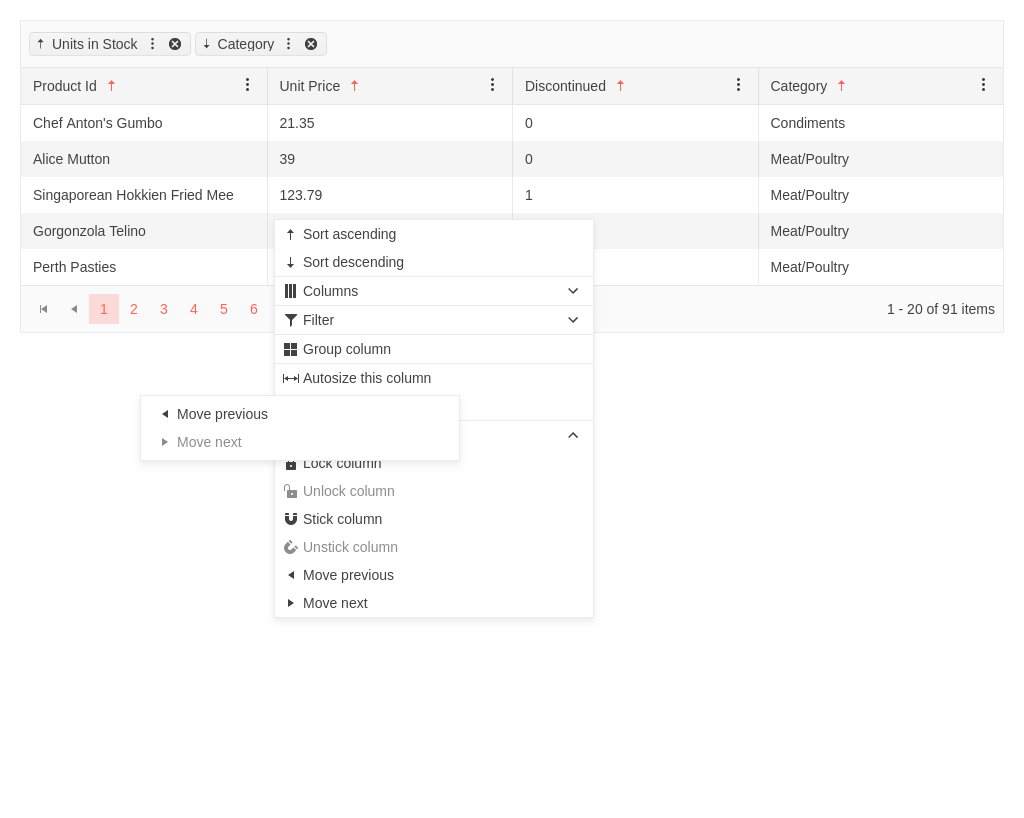 Units in Stock Category
Product Id Unit Price Discontinued Category
Chef Anton's Gumbo 21.35 0 Condiments
Alice Mutton 39 0 Meat/Poultry
Singaporean Hokkien Fried Mee 123.79 1 Meat/Poultry
Gorgonzola Telino Meat/Poultry
Perth Pasties Meat/Poultry
1 2 3 4 5 6 1 - 20 of 91 items
Sort ascending
Sort descending
Columns
Filter
Group column
Autosize this column
Move previous
Move next
Lock column
Unlock column
Stick column
Unstick column
Move previous
Move next